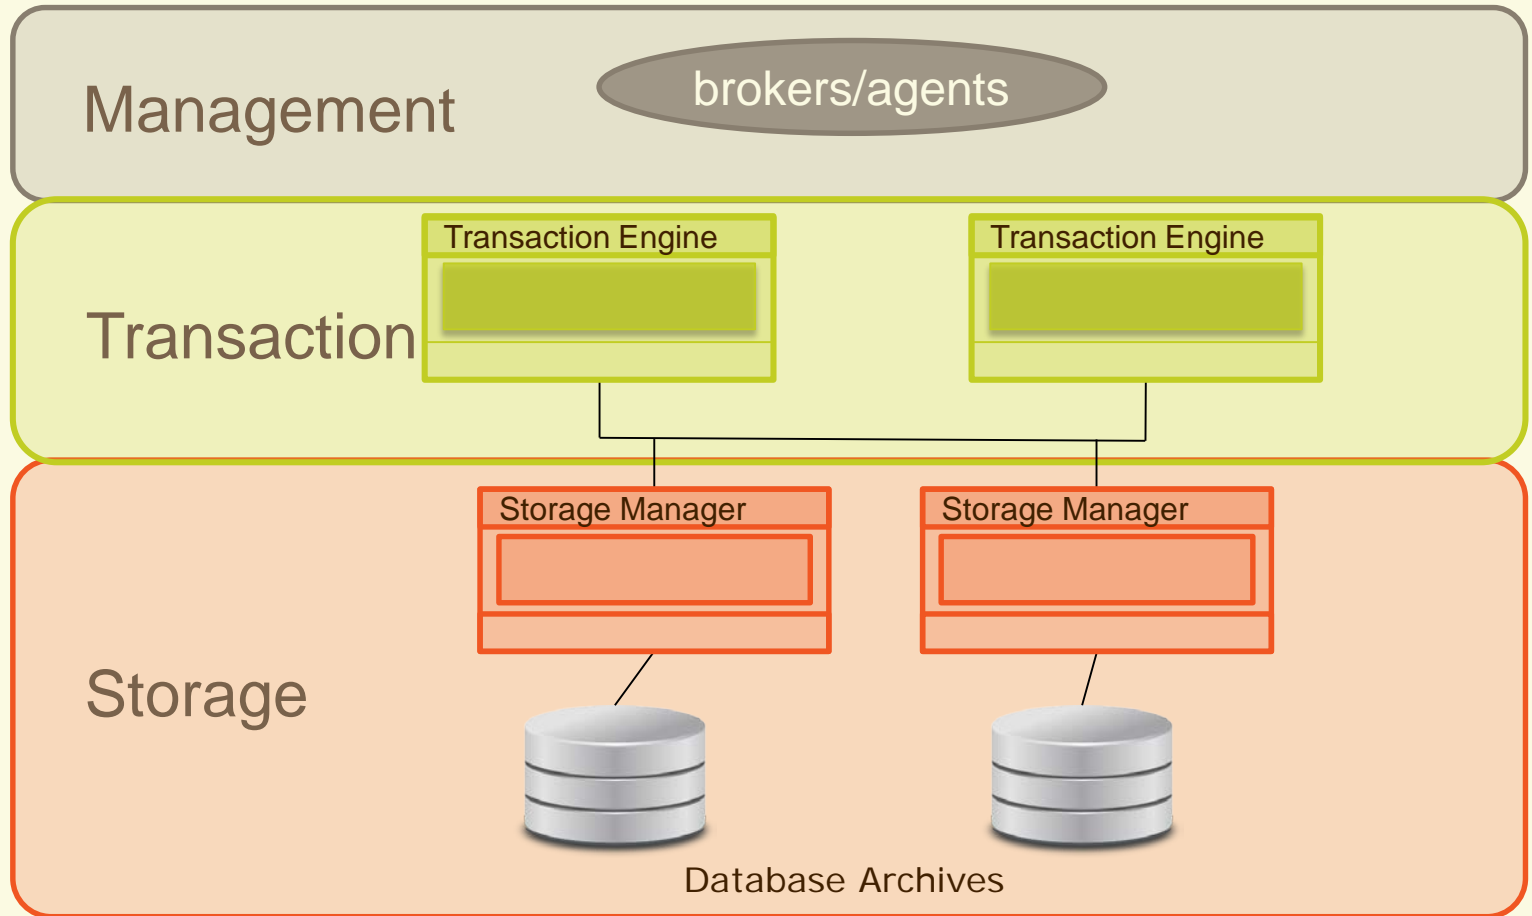 Management
brokers/agents
Transaction
Transaction Engine
Transaction Engine
Storage
Storage Manager
Storage Manager
Database Archives